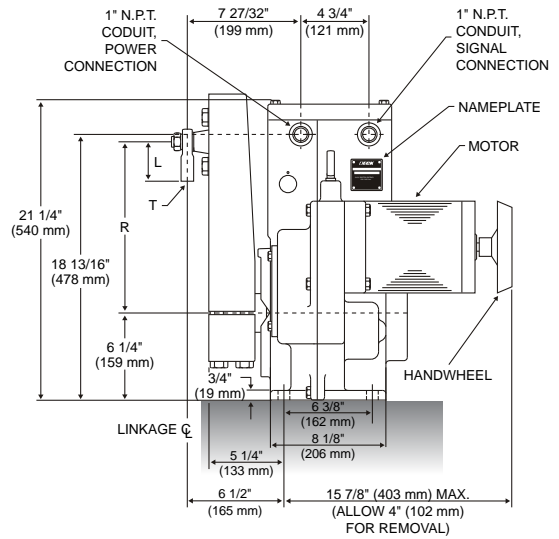 7 27/32"
(199 mm)
4 3/4"
(121 mm)
1" N.P.T.
CODUIT,
POWER
CONNECTION
1" N.P.T.
CONDUIT,
SIGNAL
CONNECTION
NAMEPLATE
MOTOR
L
T
R
21 1/4"
(540 mm)
18 13/16"
(478 mm)
6 1/4"
(159 mm)
3/4"
(19 mm)
HANDWHEEL
LINKAGE ℄
6 3/8"
(162 mm)
8 1/8"
(206 mm)
5 1/4"
(133 mm)
6 1/2"
(165 mm)
15 7/8" (403 mm) MAX.
(ALLOW 4" (102 mm)
FOR REMOVAL)